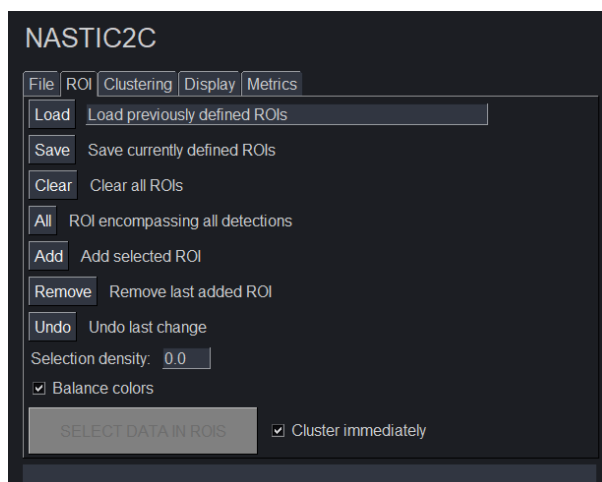 NASTIC2C
File ROI Clustering Display Metrics
Load Load previously defined ROIs
Save Save currently defined ROIs
Clear Clear all ROIs
All ROI encompassing all detections
Add Add selected ROI
Remove Remove last added ROI
Undo Undo last change
Selection density: 0.0
Balance colors
SELECT DATA IN ROIS Cluster immediately